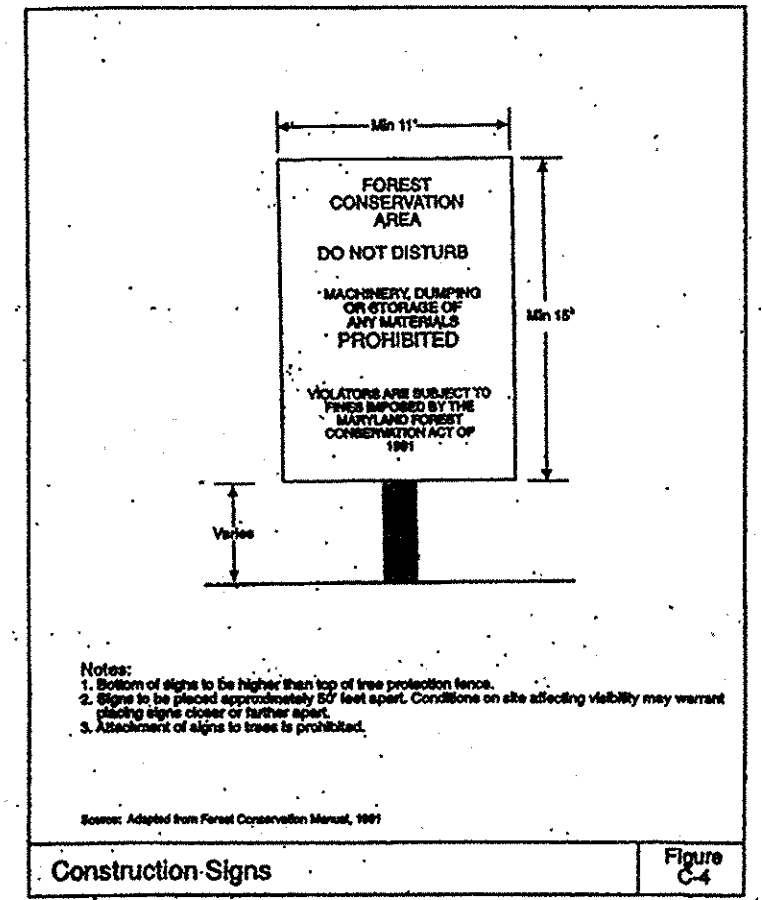 Min 11"
FOREST
CONSERVATION
AREA
DO NOT DISTURB
MACHINERY, DUMPING
OR STORAGE OF
ANY MATERIALS
PROHIBITED
Min 15"
VIOLATORS ARE SUBJECT TO
FINES IMPOSED BY THE
MARYLAND FOREST
CONSERVATION ACT OF
1991
Varies
Notes:
1. Bottom of signs to be higher than top of tree protection fence.
2. Signs to be placed approximately 50' feet apart. Conditions on site affecting visibility may warrant
placing signs closer or farther apart.
3. Attachment of signs to trees is prohibited.
Source: Adapted from Forest Conservation Manual, 1991
Construction Signs
Figure
C-4